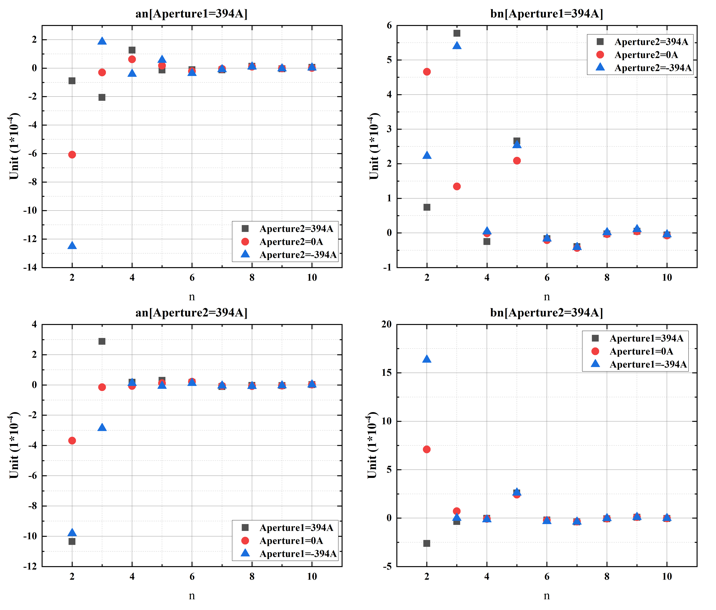 an[Aperture1=394A]
Unit (1*10⁻⁴)
2
0
-2
-4
-6
-8
-10
-12
-14
2
4
6
8
10
n
Aperture2=394A
Aperture2=0A
Aperture2=-394A
bn[Aperture1=394A]
Unit (1*10⁻⁴)
6
5
4
3
2
1
0
-1
2
4
6
8
10
n
Aperture2=394A
Aperture2=0A
Aperture2=-394A
an[Aperture2=394A]
Unit (1*10⁻⁴)
4
2
0
-2
-4
-6
-8
-10
-12
2
4
6
8
10
n
Aperture1=394A
Aperture1=0A
Aperture1=-394A
bn[Aperture2=394A]
Unit (1*10⁻⁴)
20
15
10
5
0
-5
2
4
6
8
10
n
Aperture1=394A
Aperture1=0A
Aperture1=-394A